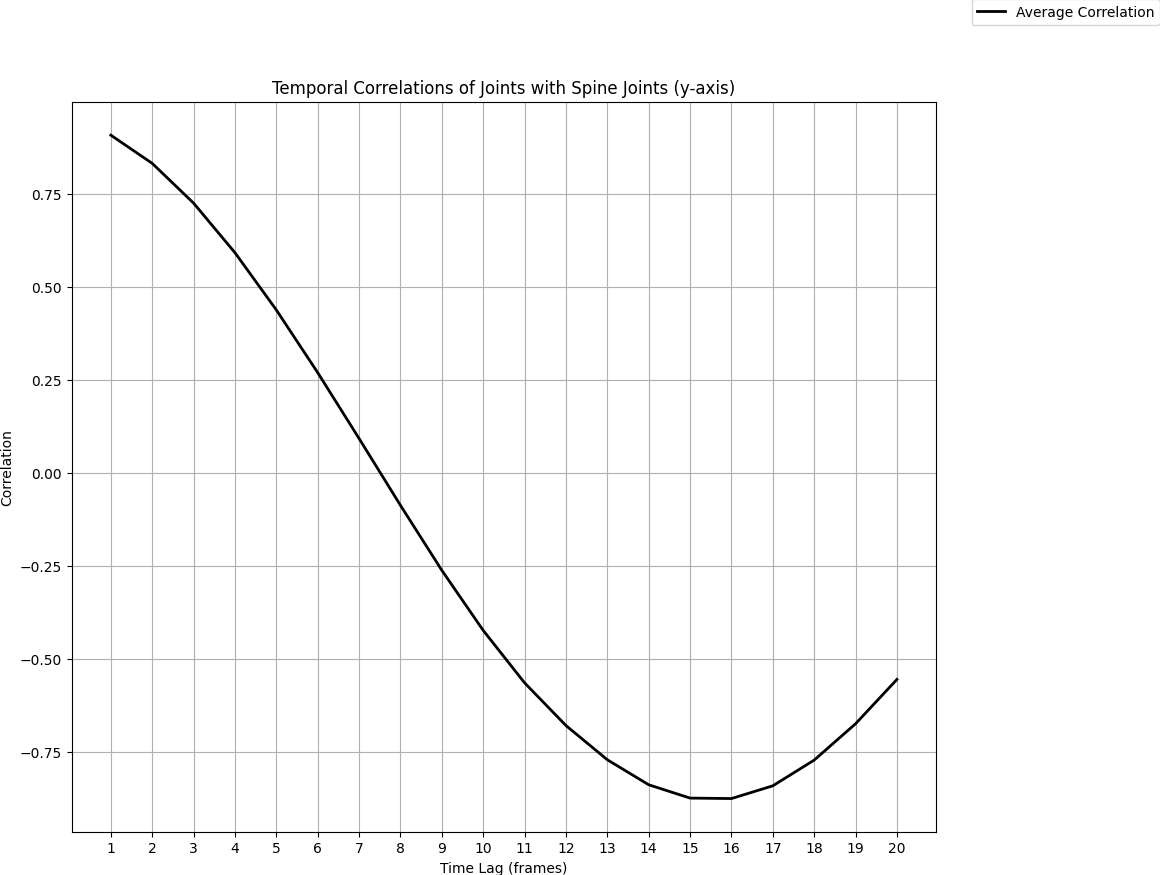 Average Correlation
Temporal Correlations of Joints with Spine Joints (y-axis)
0.75
0.50
0.25
0.00
−0.25
−0.50
−0.75
Correlation
1 2 3 4 5 6 7 8 9 10 11 12 13 14 15 16 17 18 19 20
Time Lag (frames)